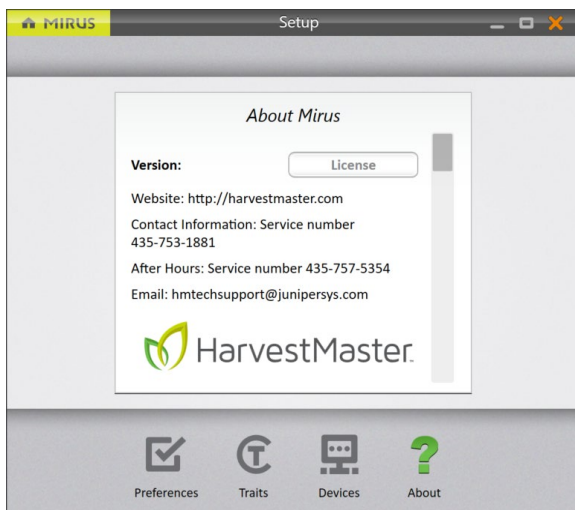 MIRUS
Setup
About Mirus
Version:
License
Website: http://harvestmaster.com
Contact Information: Service number
435-753-1881
After Hours: Service number 435-757-5354
Email: hmtechsupport@junipersys.com
HarvestMaster
Preferences
Traits
Devices
About